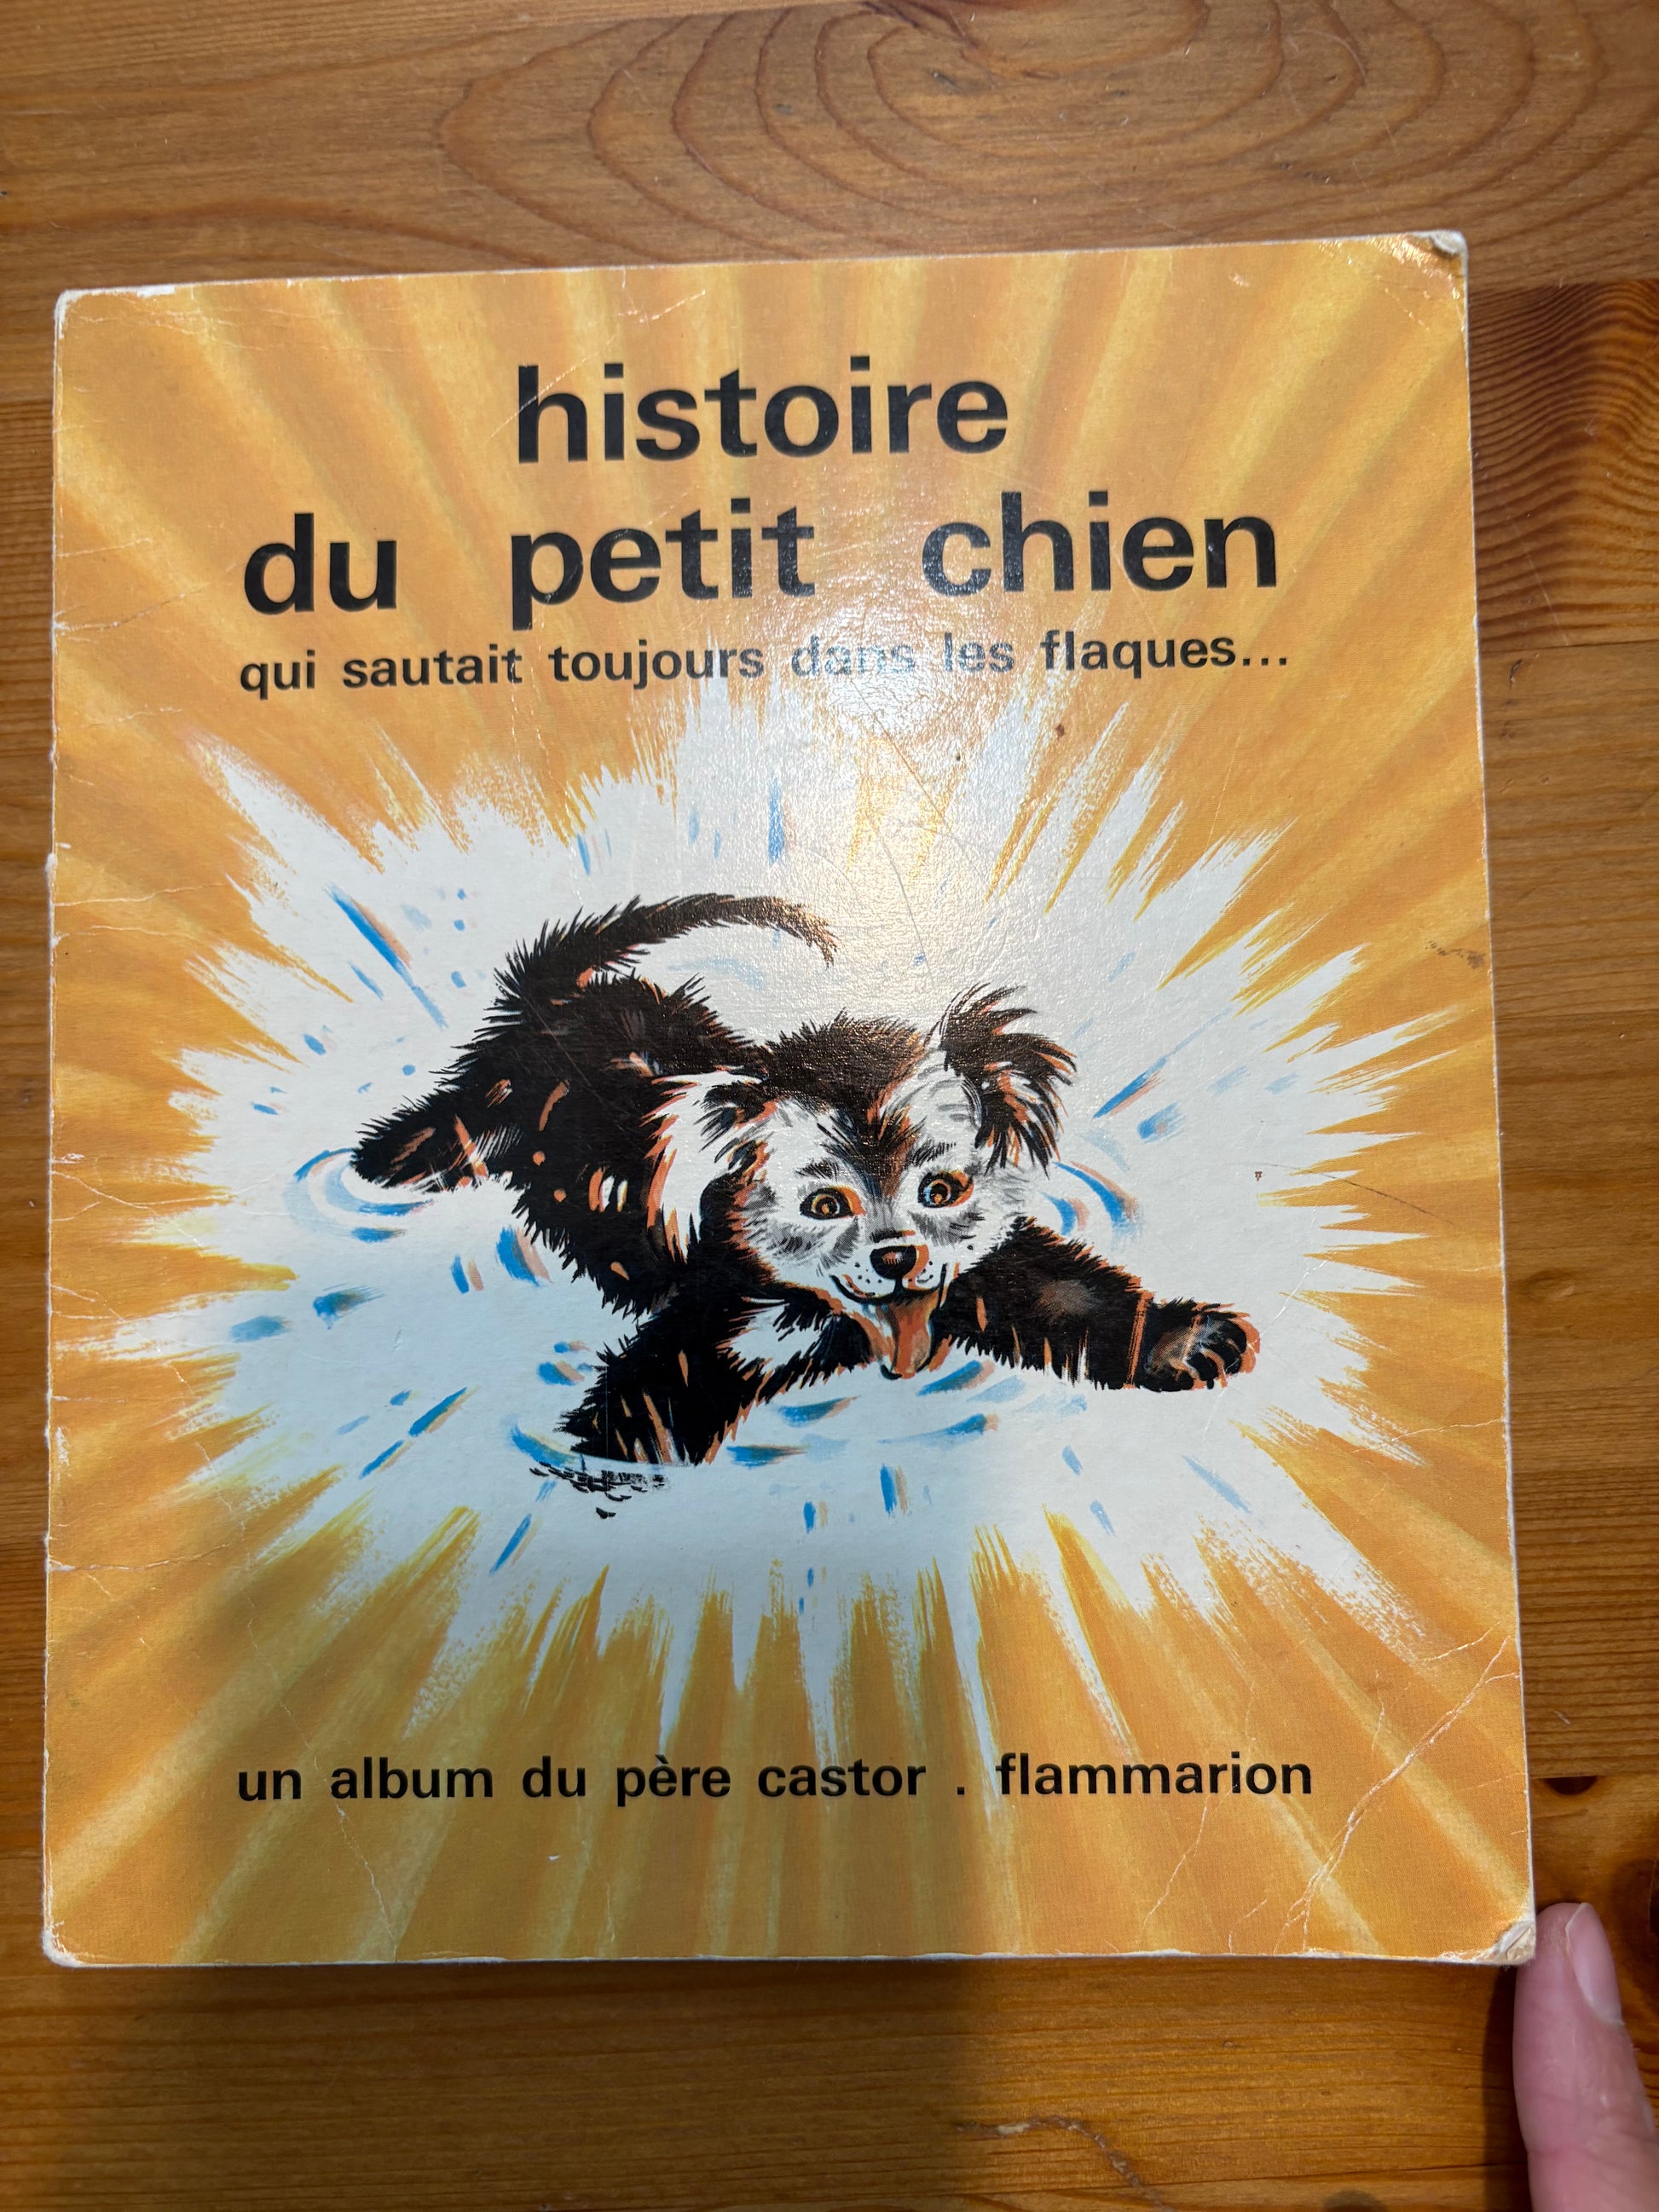 histoire
du petit chien
qui sautait toujours dans les flaques...
un album du père castor . flammarion